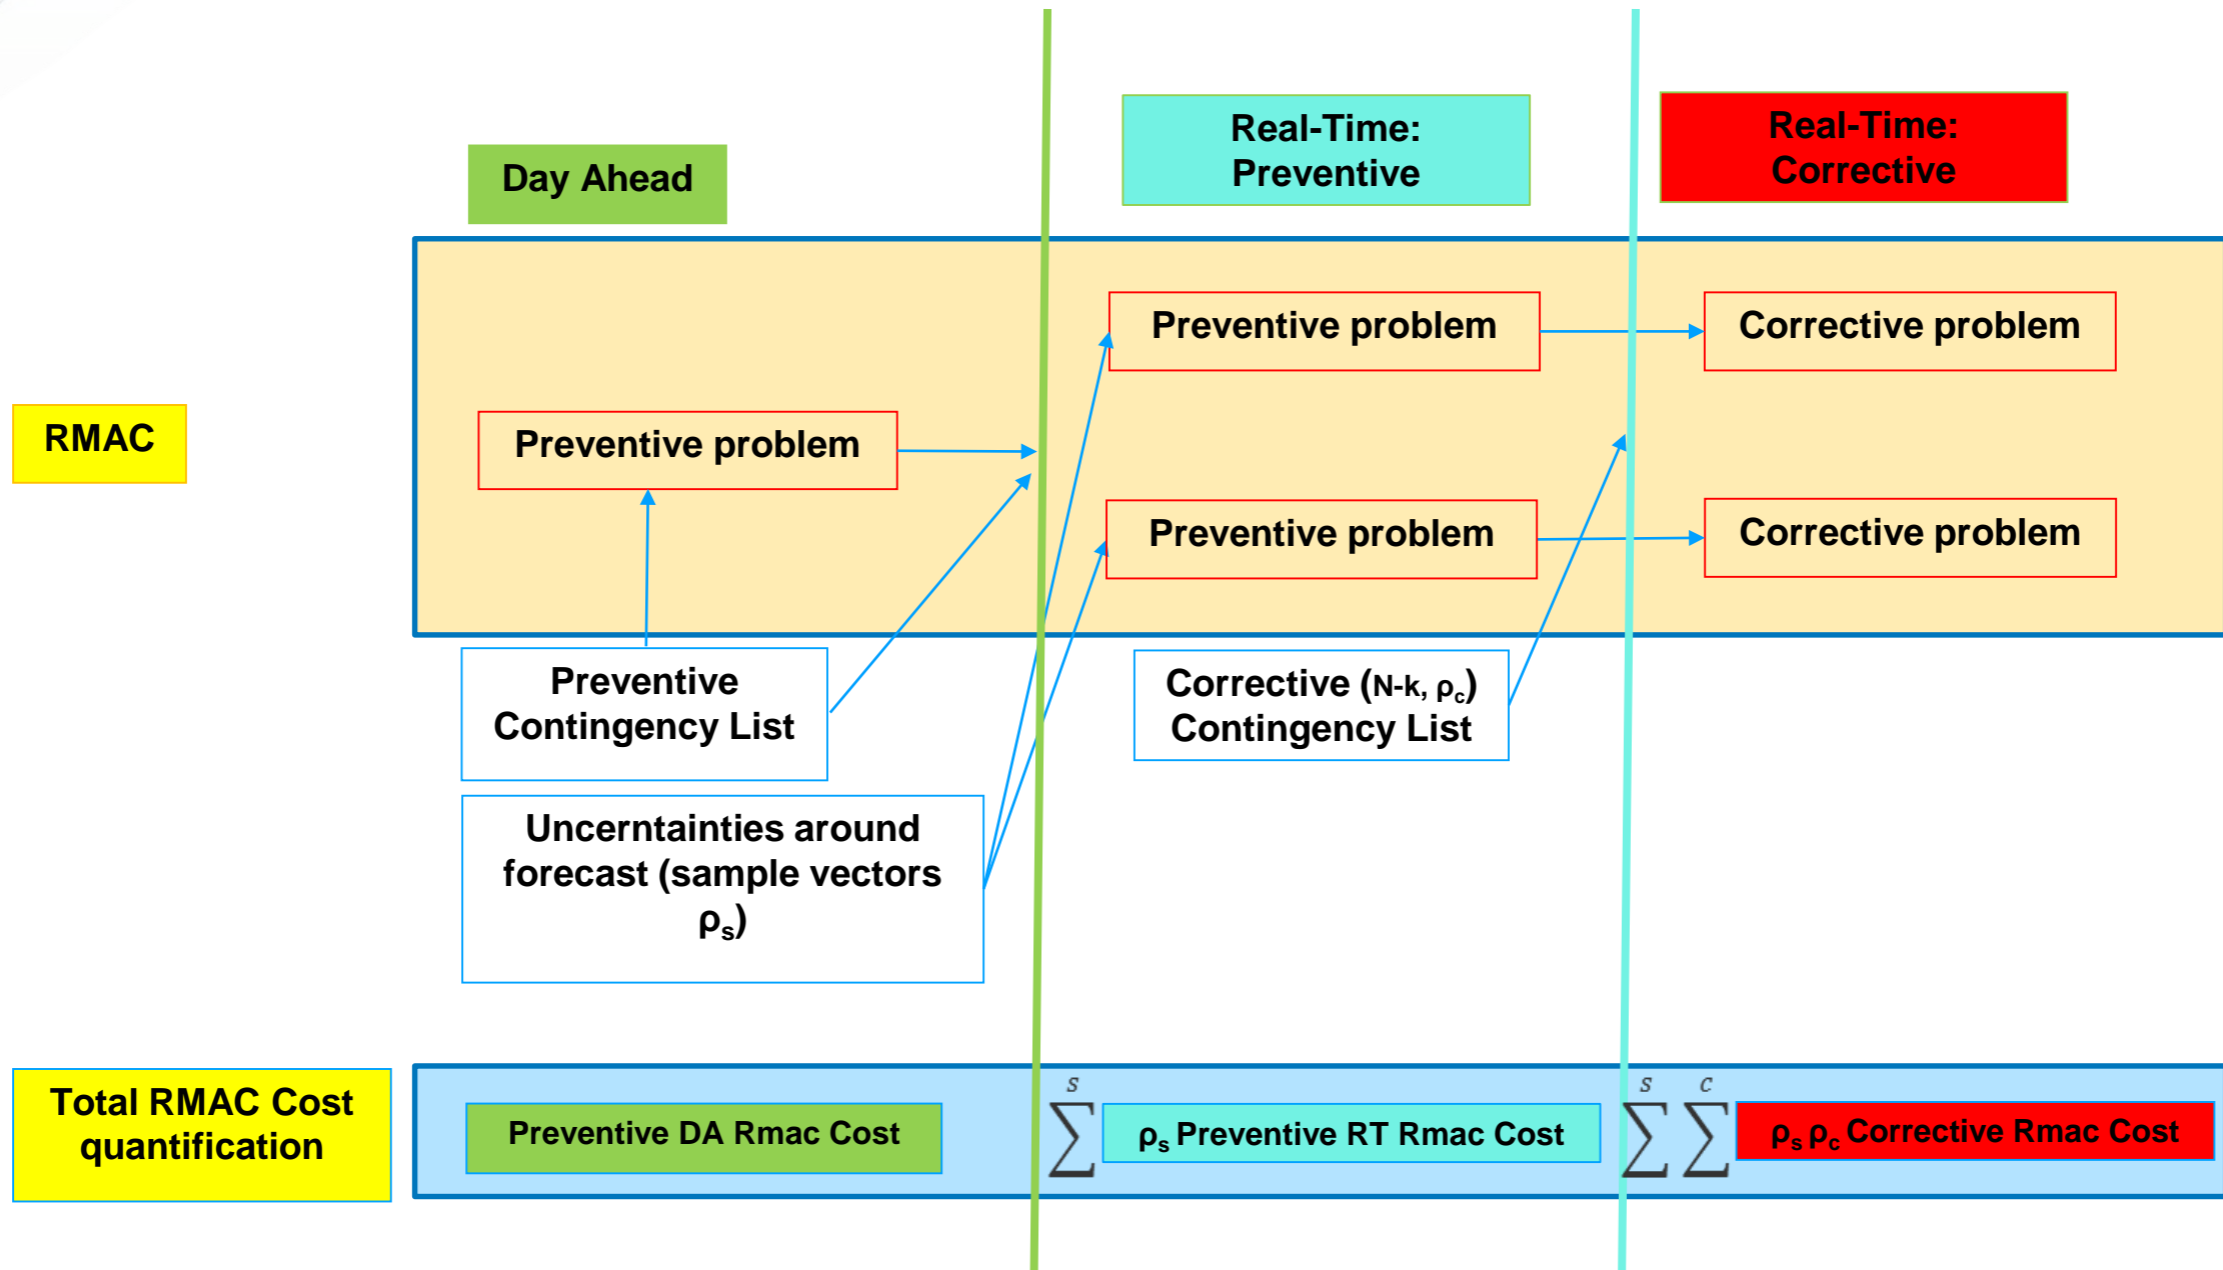 Day Ahead
Real-Time:
Preventive
Real-Time:
Corrective
RMAC
Preventive problem
Preventive problem
Corrective problem
Preventive problem
Corrective problem
Preventive
Contingency List
Corrective (N-k, ρc)
Contingency List
Uncerntainties around
forecast (sample vectors
ρs)
Total RMAC Cost
quantification
Preventive DA Rmac Cost
s
∑ ρs Preventive RT Rmac Cost
s c
∑ ∑ ρs ρc Corrective Rmac Cost